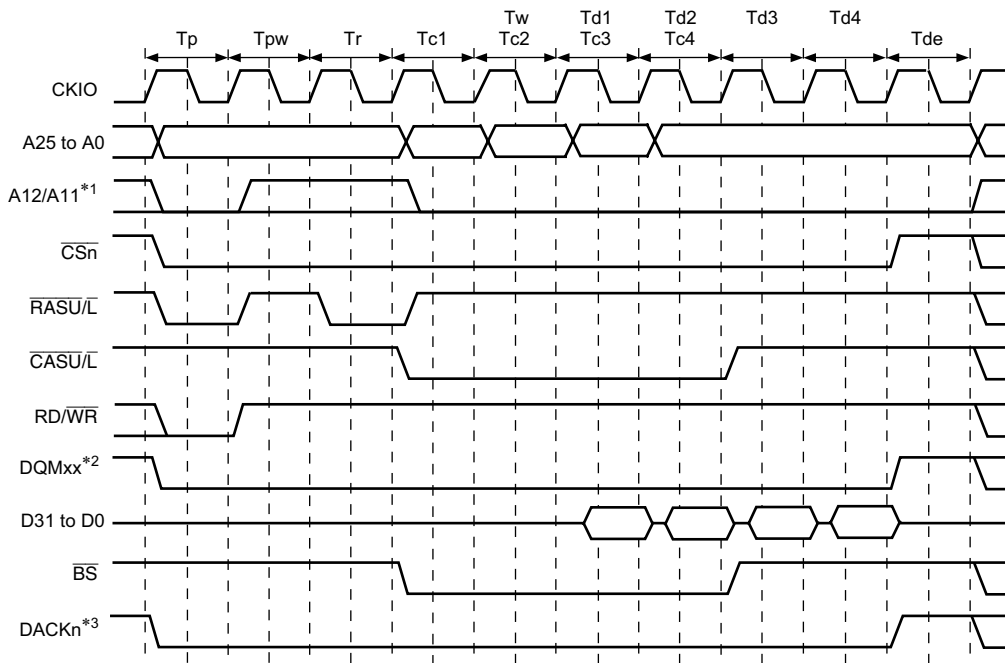 Tw Td1 Td2 Td3 Td4
Tp Tpw Tr Tc1 Tc2 Tc3 Tc4 Tde
CKIO
A25 to A0
A12/A11*1
CSn
RASU/L
CASU/L
RD/WR
DQMxx*2
D31 to D0
BS
DACKn*3